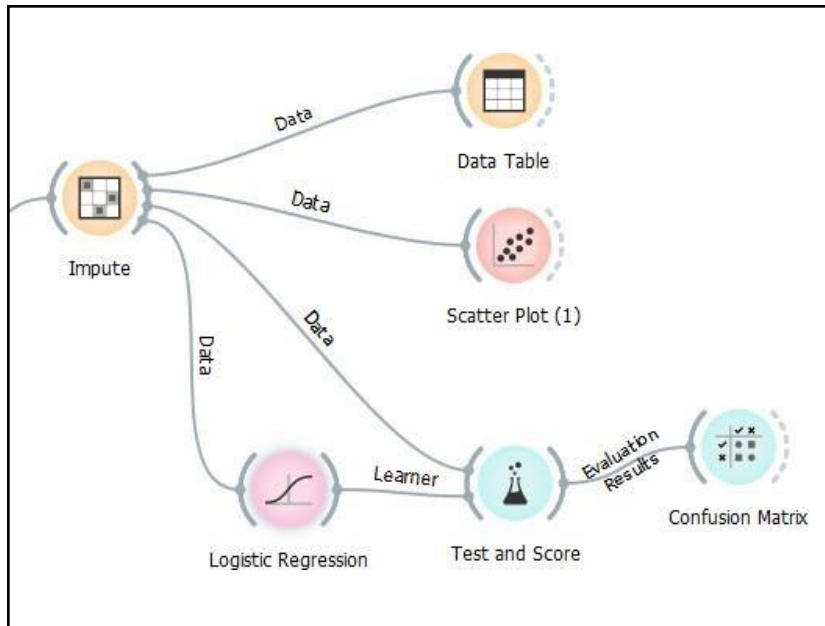 Data
Data Table
Data
Impute
Scatter Plot (1)
Data
Data
Learner
Evaluation
Results
Confusion Matrix
Logistic Regression
Test and Score